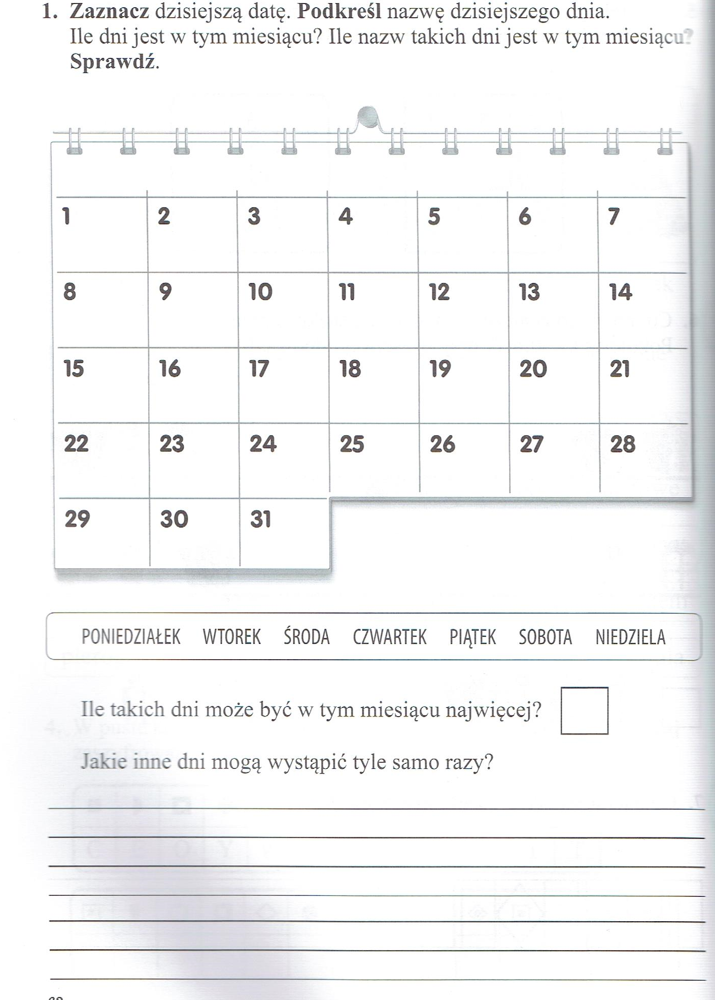 1. Zaznacz dzisiejszą datę. Podkreśl nazwę dzisiejszego dnia.
Ile dni jest w tym miesiącu? Ile nazw takich dni jest w tym miesiącu?
Sprawdź.
1 2 3 4 5 6 7
8 9 10 11 12 13 14
15 16 17 18 19 20 21
22 23 24 25 26 27 28
29 30 31
PONIEDZIAŁEK WTOREK ŚRODA CZWARTEK PIĄTEK SOBOTA NIEDZIELA
Ile takich dni może być w tym miesiącu najwięcej?
Jakie inne dni mogą wystąpić tyle samo razy?